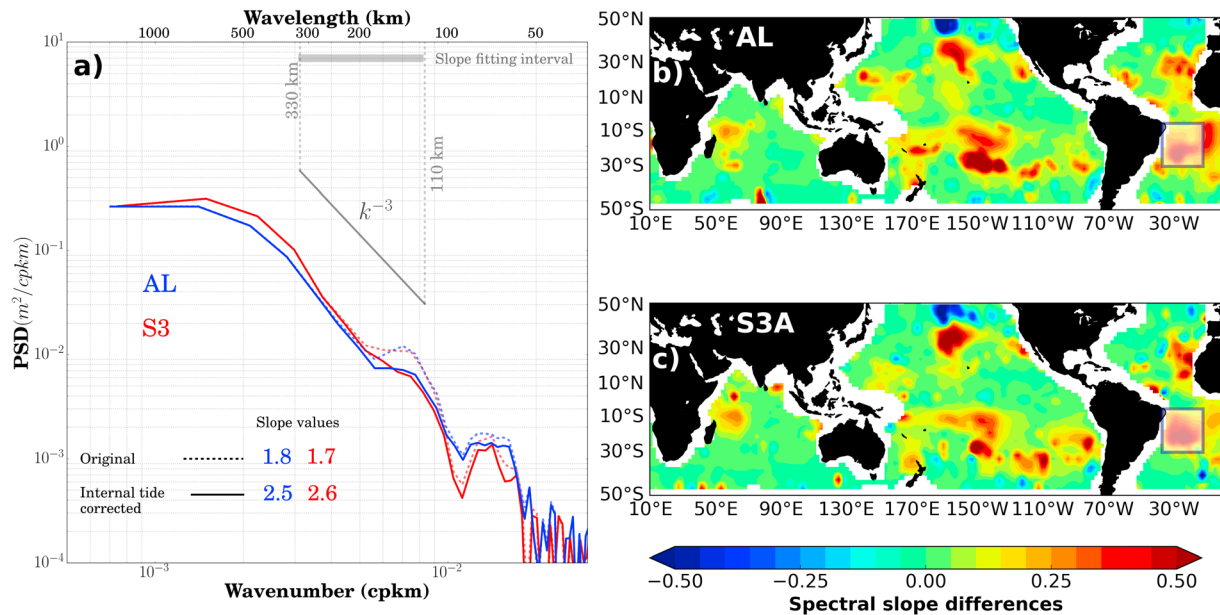 Wavelength (km)
1000 500 300 200 100 50
10^1
10^0
10^-1
10^-2
10^-3
10^-4
PSD(m^2/cpkm)
a)
Slope fitting interval
330 km
110 km
k^-3
AL
S3
Slope values
Original 1.8 1.7
Internal tide
corrected 2.5 2.6
10^-3 10^-2
Wavenumber (cpkm)
AL
b)
50°N
30°N
10°N
10°S
30°S
50°S
10°E 50°E 90°E 130°E 170°E 150°W 110°W 70°W 30°W
S3A
c)
50°N
30°N
10°N
10°S
30°S
50°S
10°E 50°E 90°E 130°E 170°E 150°W 110°W 70°W 30°W
−0.50 −0.25 0.00 0.25 0.50
Spectral slope differences